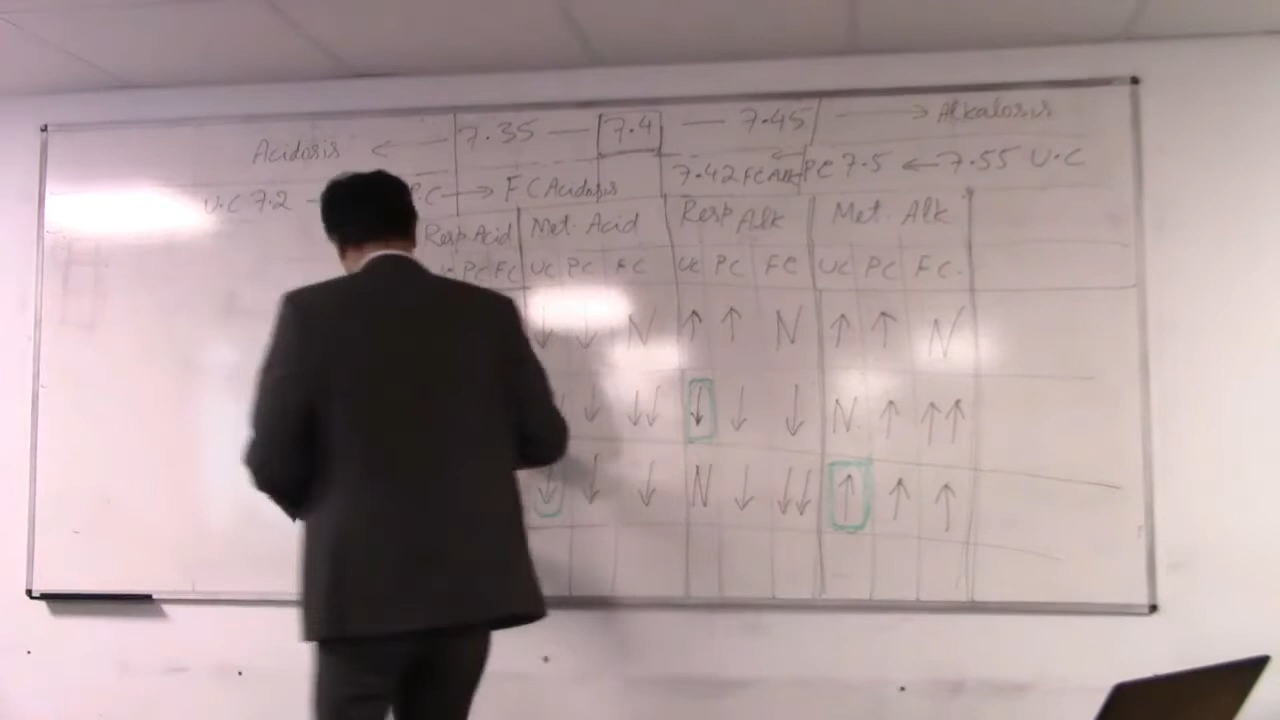 Acidosis ← 7.35 — 7.4 — 7.45 → Alkalosis
U.C 7.2 P.C → FC Acidosis 7.42 FC Alk ← PC 7.5 ← 7.55 U.C
Resp Acid Met. Acid Resp Alk Met. Alk
PC FC UC PC FC UC PC FC UC PC FC.
↓ ↓ N ↑ ↑ N ↑ ↑ N
↓ ↓ ↓↓ ↓ ↓ ↓ N. ↑ ↑↑
↓ ↓ ↓ N ↓ ↓↓ ↑ ↑ ↑